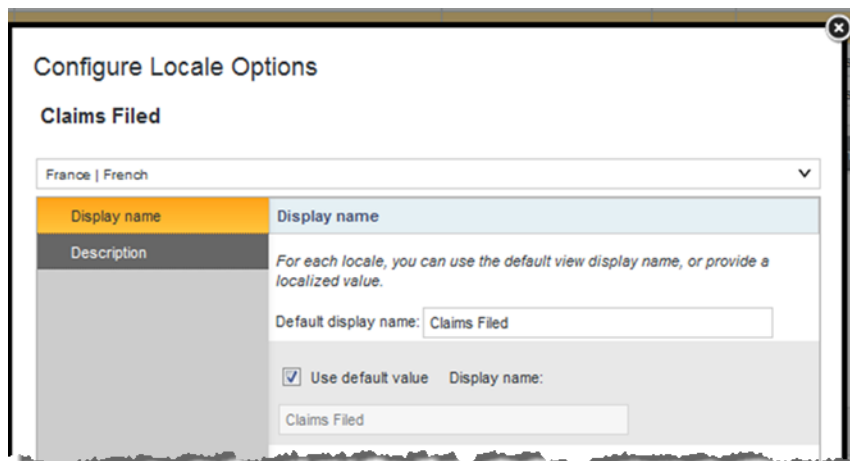 Configure Locale Options
Claims Filed
France | French
Display name
Display name
Description
For each locale, you can use the default view display name, or provide a
localized value.
Default display name: Claims Filed
Use default value Display name:
Claims Filed